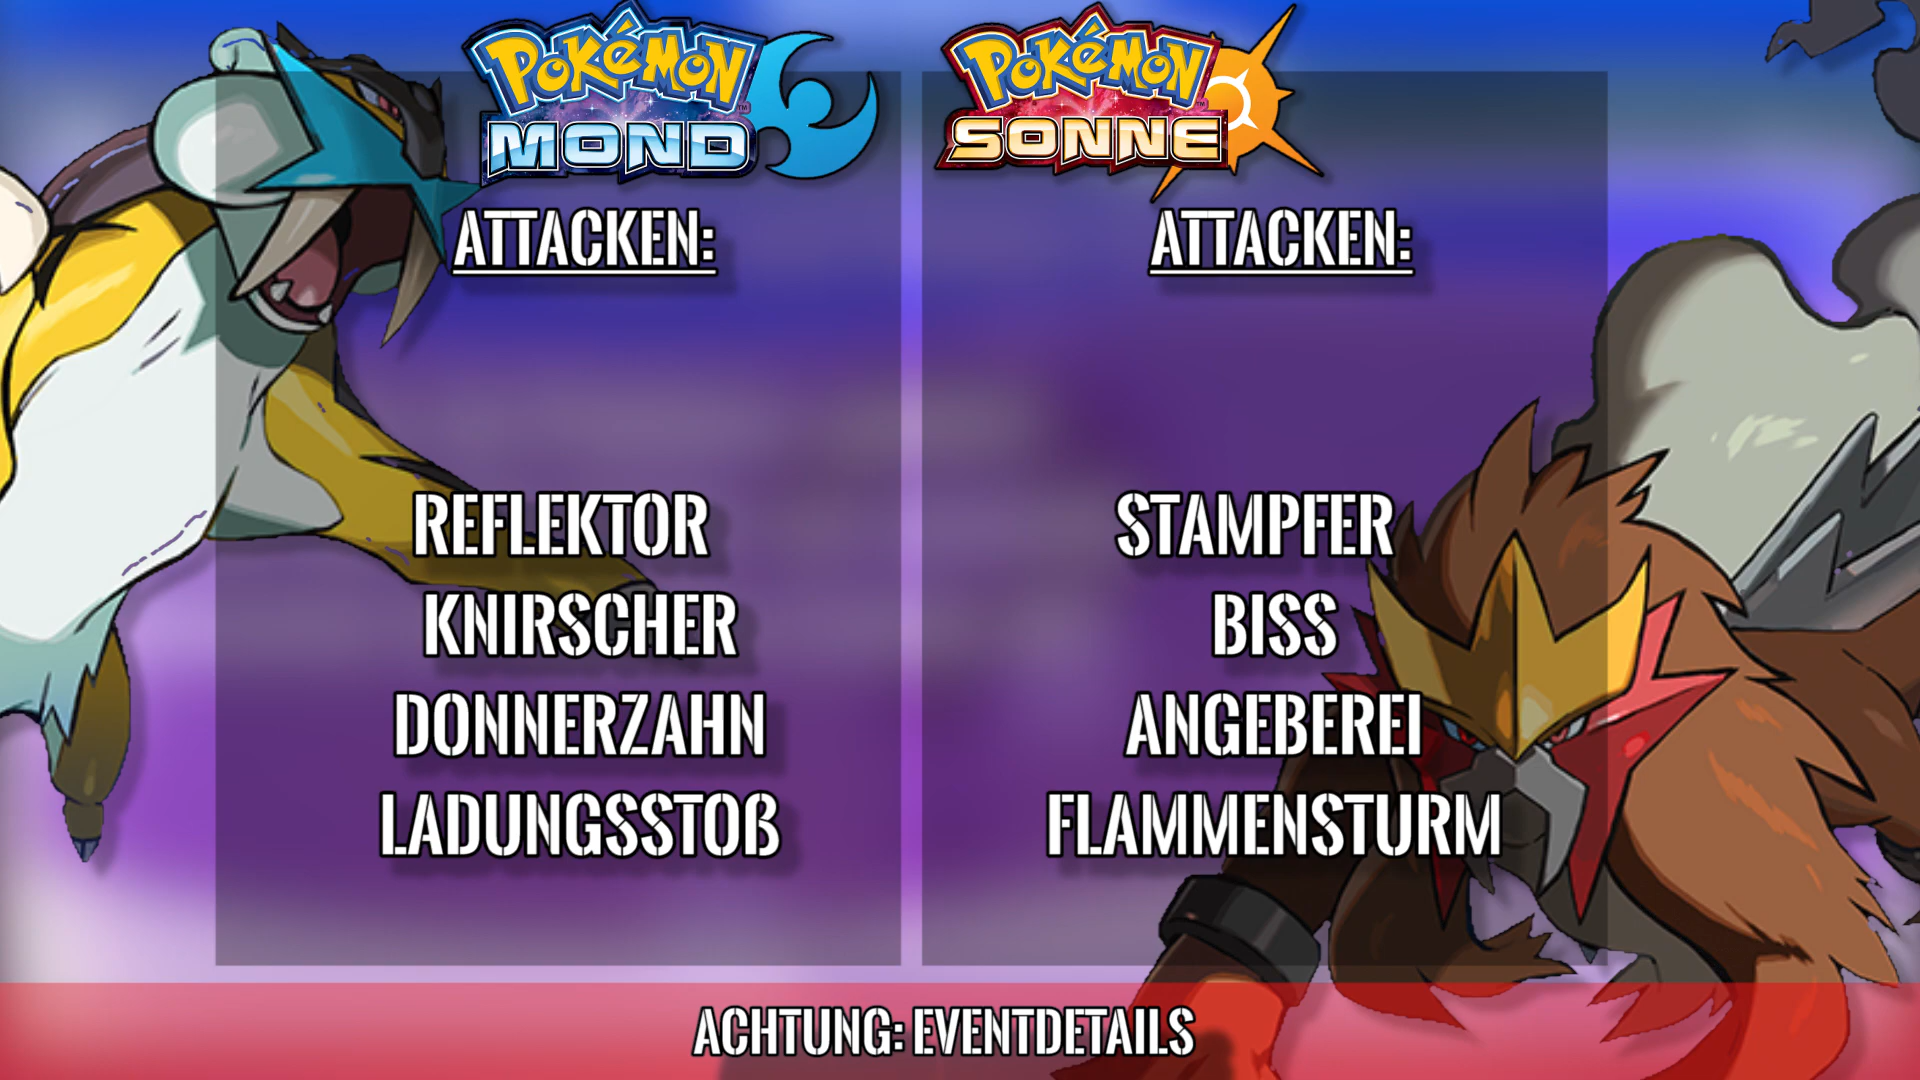 POKÉMON
MOND
ATTACKEN:
REFLEKTOR
KNIRSCHER
DONNERZAHN
LADUNGSSTOß
POKÉMON
SONNE
ATTACKEN:
STAMPFER
BISS
ANGEBEREI
FLAMMENSTURM
ACHTUNG: EVENTDETAILS